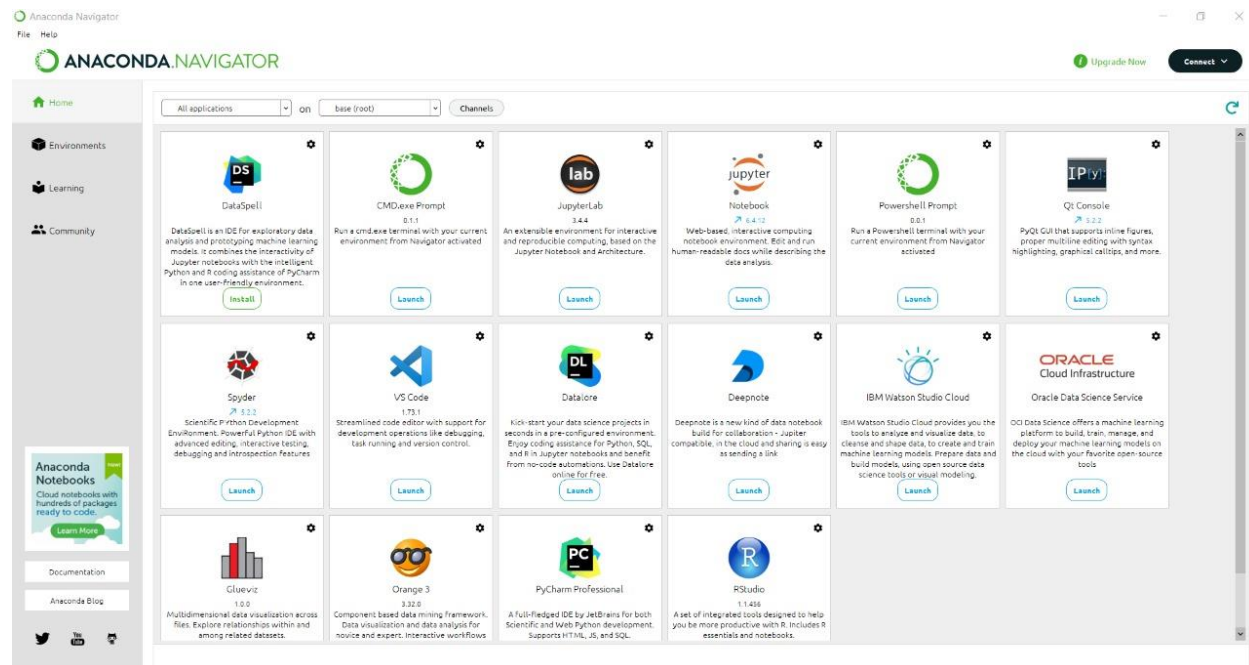 Anaconda Navigator
File Help
ANACONDA.NAVIGATOR
Upgrade Now
Connect
Home
Environments
Learning
Community
All applications
on
base (root)
Channels
DS
DataSpell
DataSpell is an IDE for exploratory data
analysis and prototyping machine learning
models. It combines the interactivity of
Jupyter notebooks with the intelligent
Python and R coding assistance of PyCharm
in one user-friendly environment.
Install
CMD.exe Prompt
0.1.1
Run a cmd.exe terminal with your current
environment from Navigator activated
Launch
lab
JupyterLab
3.4.4
An extensible environment for interactive
and reproducible computing, based on the
Jupyter Notebook and Architecture.
Launch
jupyter
Notebook
6.4.12
Web-based, interactive computing
notebook environment. Edit and run
human-readable docs while describing the
data analysis.
Launch
Powershell Prompt
0.0.1
Run a Powershell terminal with your
current environment from Navigator
activated
Launch
IP[y]:
Qt Console
5.2.2
PyQt GUI that supports inline figures,
proper multiline editing with syntax
highlighting, graphical calltips, and more.
Launch
Spyder
5.2.2
Scientific PYthon Development
EnviRonment. Powerful Python IDE with
advanced editing, interactive testing,
debugging and introspection features
Launch
VS Code
1.73.1
Streamlined code editor with support for
development operations like debugging,
task running and version control.
Launch
DL
Datalore
Kick-start your data science projects in
seconds in a pre-configured environment.
Enjoy coding assistance for Python, SQL,
and R in Jupyter notebooks and benefit
from no-code automations. Use Datalore
online for free.
Launch
Deepnote
Deepnote is a new kind of data notebook
build for collaboration - Jupiter
compatible, in the cloud and sharing is easy
as sending a link
Launch
IBM Watson Studio Cloud
IBM Watson Studio Cloud provides you the
tools to analyze and visualize data, to
cleanse and shape data, to create and train
machine learning models. Prepare data and
build models, using open source data
science tools or visual modeling.
Launch
ORACLE
Cloud Infrastructure
Oracle Data Science Service
OCI Data Science offers a machine learning
platform to build, train, manage, and
deploy your machine learning models on
the cloud with your favorite open-source
tools
Launch
Glueviz
1.0.0
Multidimensional data visualization across
files. Explore relationships within and
among related datasets.
Orange 3
3.32.0
Component based data mining framework.
Data visualization and data analysis for
novice and expert. Interactive workflows
PC
PyCharm Professional
A full-fledged IDE by JetBrains for both
Scientific and Web Python development.
Supports HTML, JS, and SQL.
R
RStudio
1.1.456
A set of integrated tools designed to help
you be more productive with R. Includes R
essentials and notebooks.
Anaconda
Notebooks
Cloud notebooks with
hundreds of packages
ready to code.
Learn More
Documentation
Anaconda Blog
You
Tube